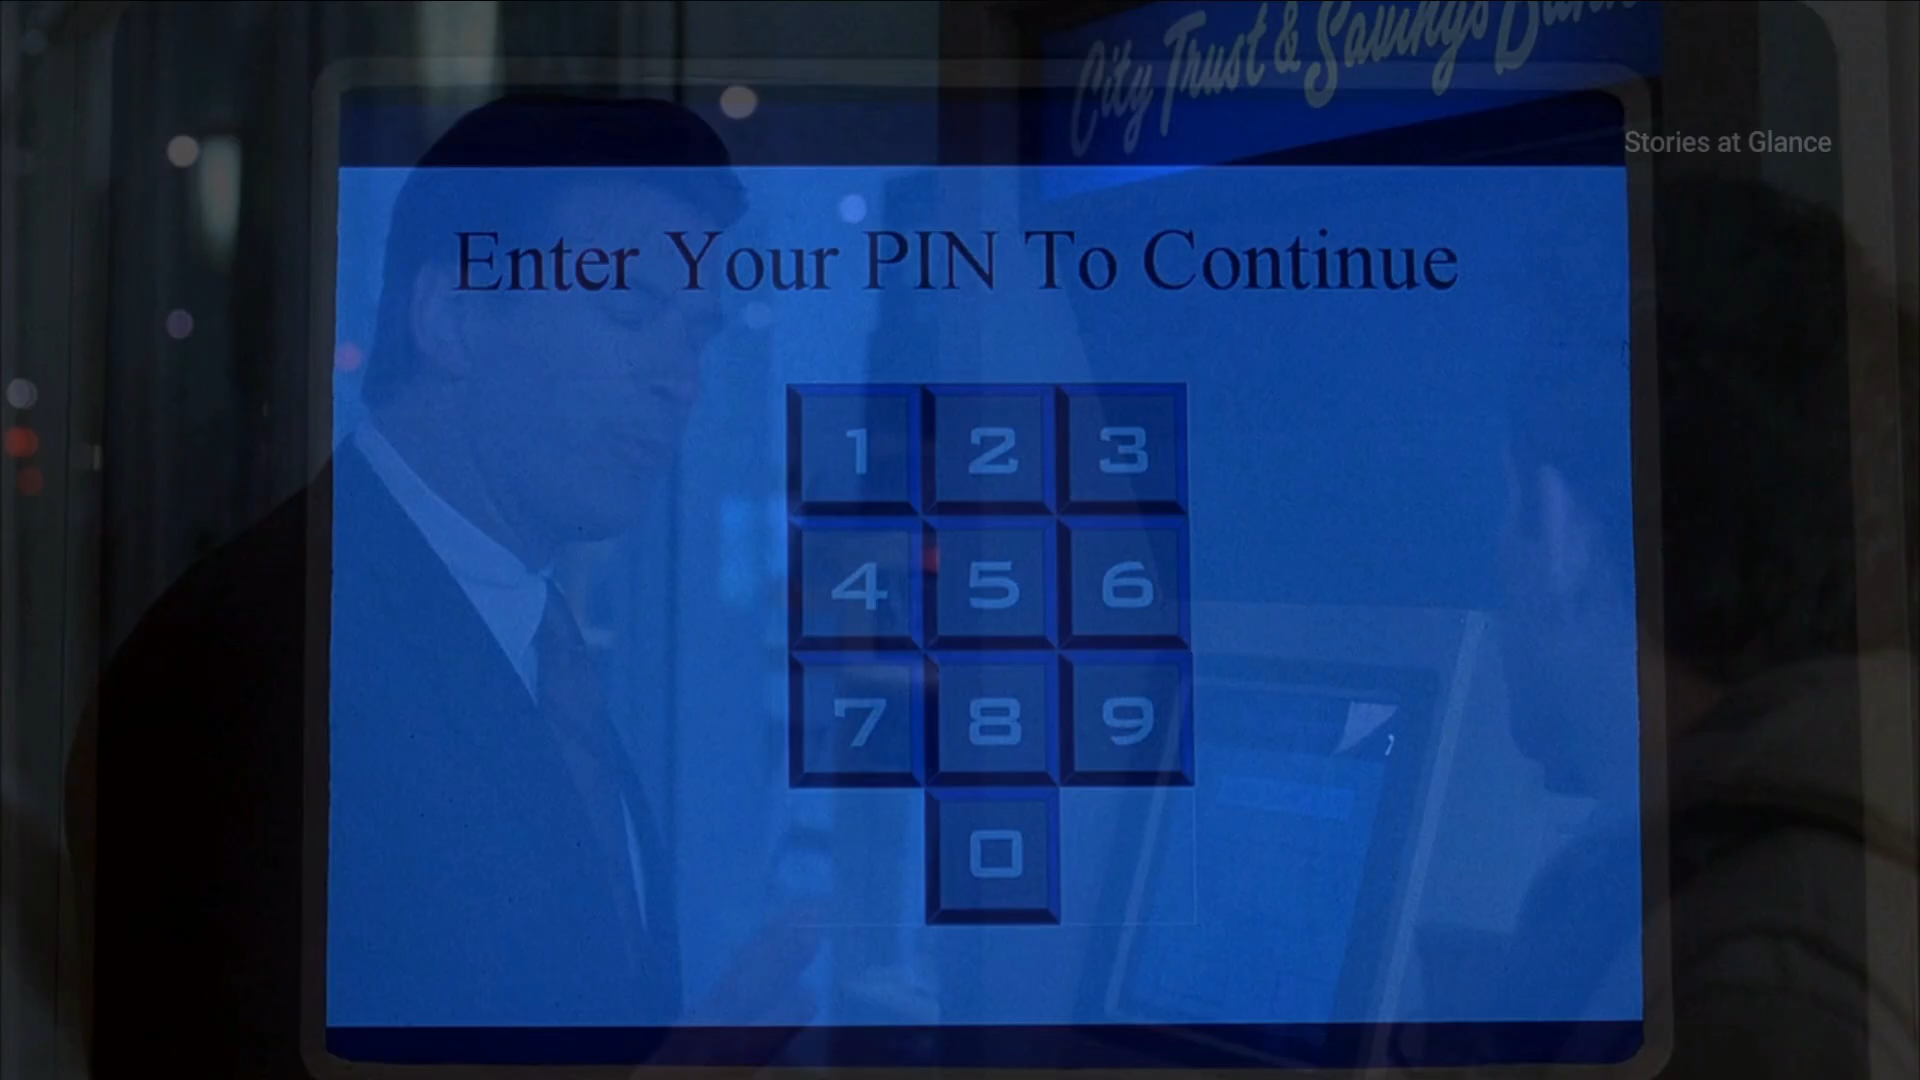 City Trust & Savings Bank
Stories at Glance
Enter Your PIN To Continue
1 2 3
4 5 6
7 8 9
0